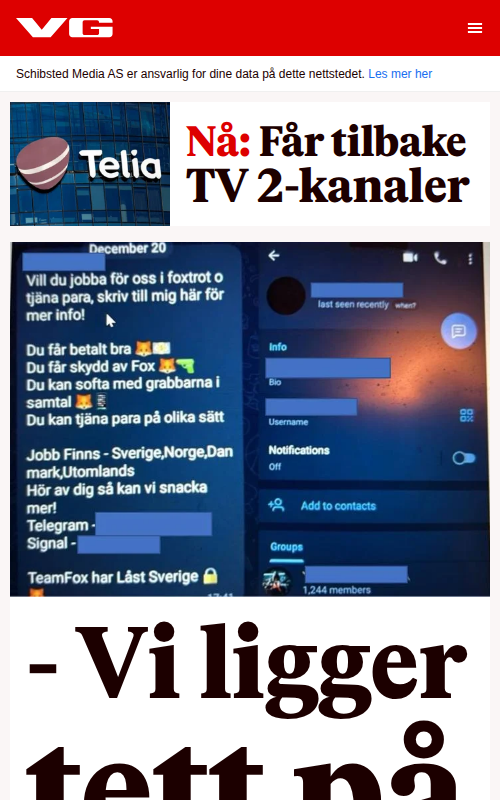 VG
Schibsted Media AS er ansvarlig for dine data på dette nettstedet. Les mer her
Telia
Nå: Får tilbake
TV 2-kanaler
December 20
Vill du jobba för oss i foxtrot o
tjäna para, skriv till mig här för
mer info!
Du får betalt bra 🦊💴
Du får skydd av Fox 🦊🔫
Du kan softa med grabbarna i
samtal 🦊
Du kan tjäna para på olika sätt
Jobb Finns - Sverige,Norge,Dan
mark,Utomlands
Hör av dig så kan vi snacka
mer!
Telegram -
Signal -
TeamFox har Låst Sverige 🔒
last seen recently when?
Info
Bio
Username
Notifications
Off
Add to contacts
Groups
1,244 members
- Vi ligger
tett på